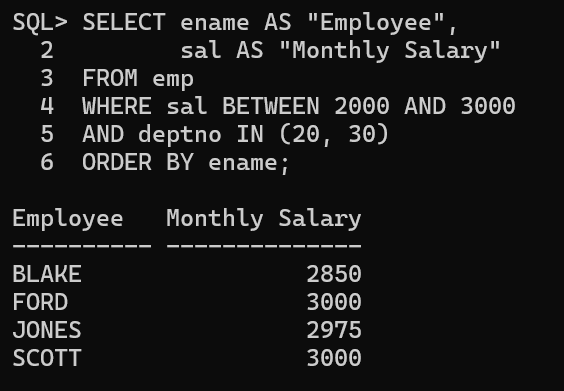 SQL> SELECT ename AS "Employee",
  2         sal AS "Monthly Salary"
  3  FROM emp
  4  WHERE sal BETWEEN 2000 AND 3000
  5  AND deptno IN (20, 30)
  6  ORDER BY ename;

Employee   Monthly Salary
---------- --------------
BLAKE                2850
FORD                 3000
JONES                2975
SCOTT                3000